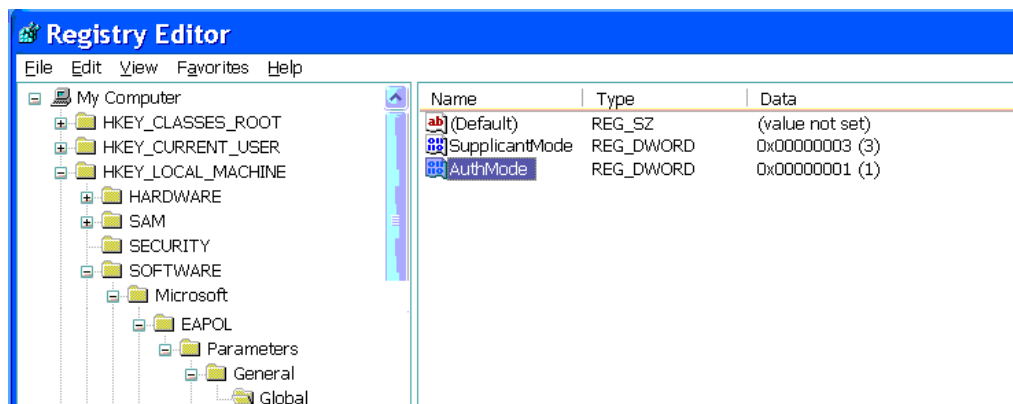 Registry Editor
File Edit View Favorites Help
My Computer
HKEY_CLASSES_ROOT
HKEY_CURRENT_USER
HKEY_LOCAL_MACHINE
HARDWARE
SAM
SECURITY
SOFTWARE
Microsoft
EAPOL
Parameters
General
Global
Name Type Data
ab (Default) REG_SZ (value not set)
SupplicantMode REG_DWORD 0x00000003 (3)
AuthMode REG_DWORD 0x00000001 (1)